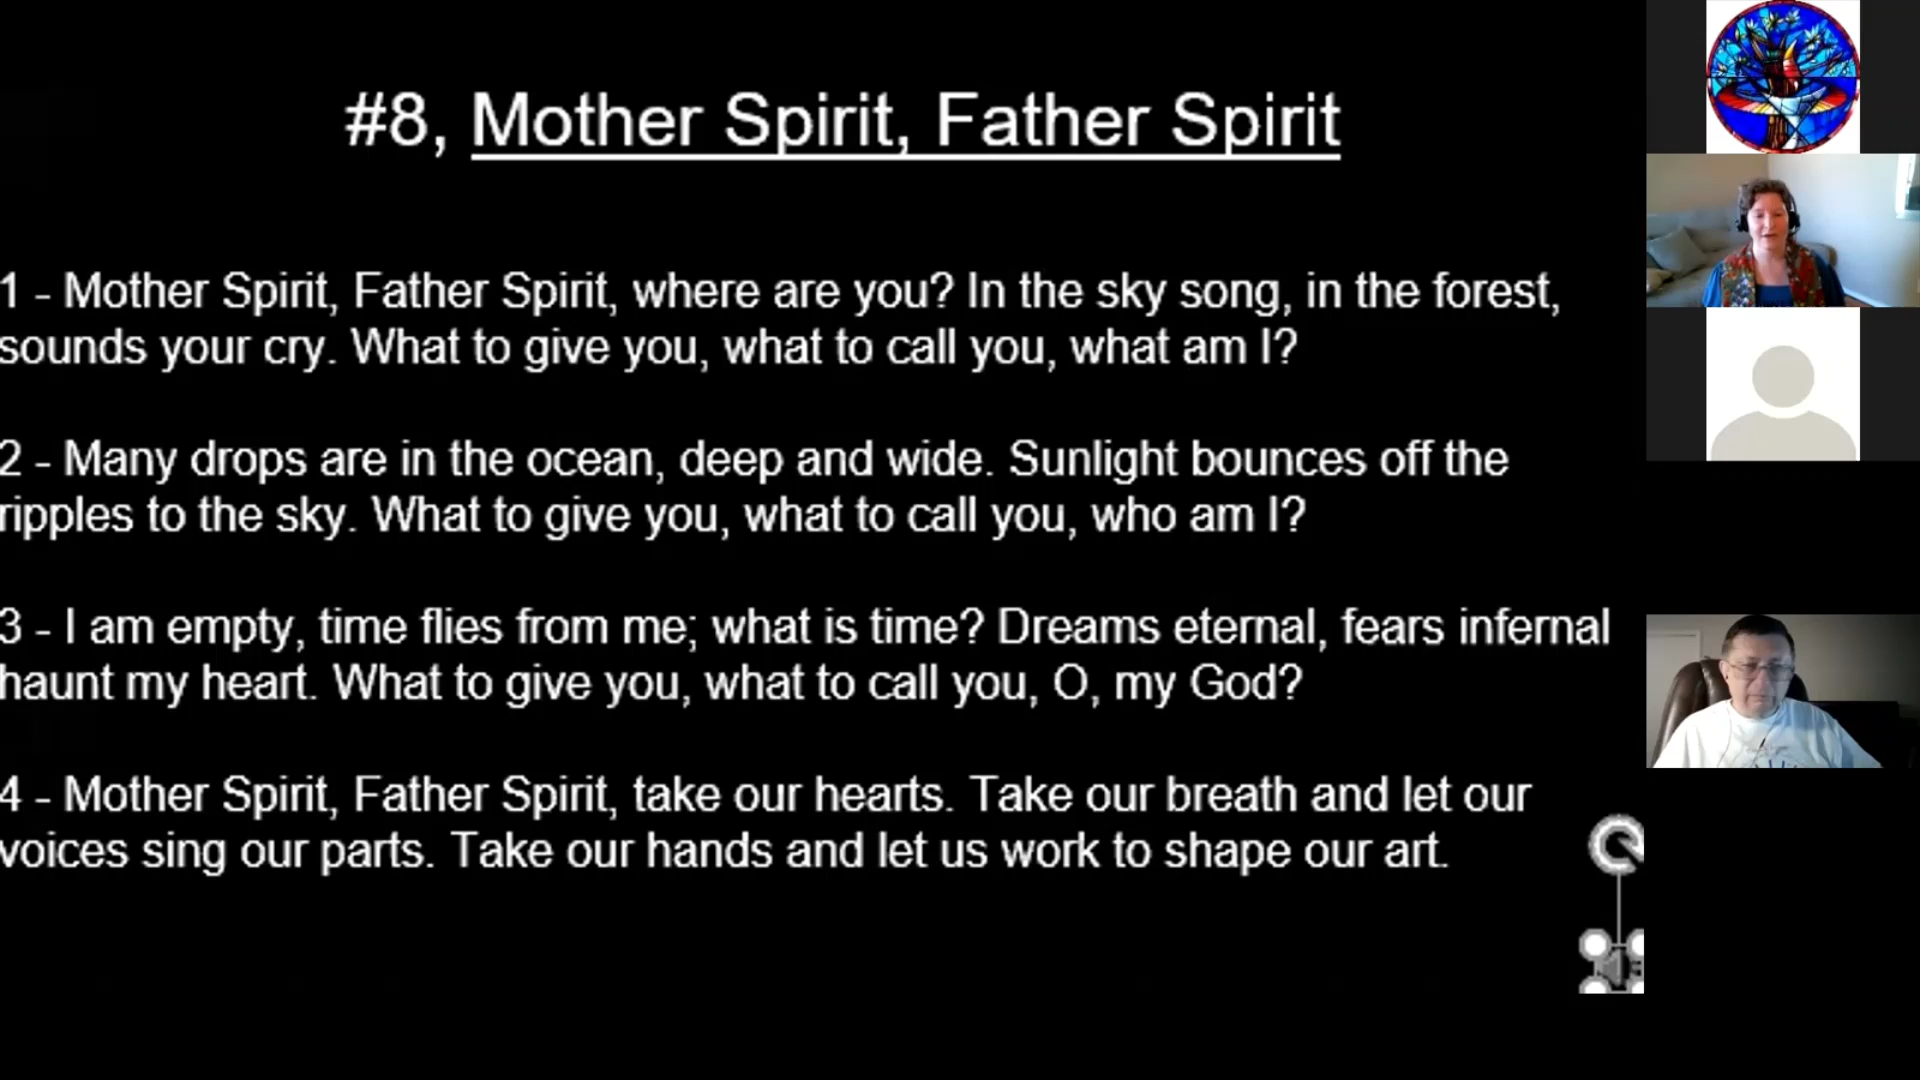 #8, Mother Spirit, Father Spirit
1 - Mother Spirit, Father Spirit, where are you? In the sky song, in the forest,
sounds your cry. What to give you, what to call you, what am I?
2 - Many drops are in the ocean, deep and wide. Sunlight bounces off the
ripples to the sky. What to give you, what to call you, who am I?
3 - I am empty, time flies from me; what is time? Dreams eternal, fears infernal
haunt my heart. What to give you, what to call you, O, my God?
4 - Mother Spirit, Father Spirit, take our hearts. Take our breath and let our
voices sing our parts. Take our hands and let us work to shape our art.